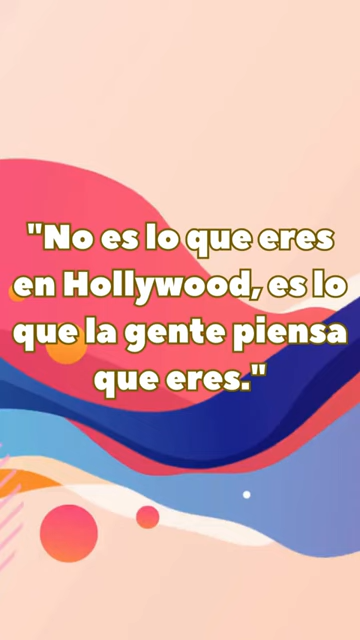 "No es lo que eres
en Hollywood, es lo
que la gente piensa
que eres."